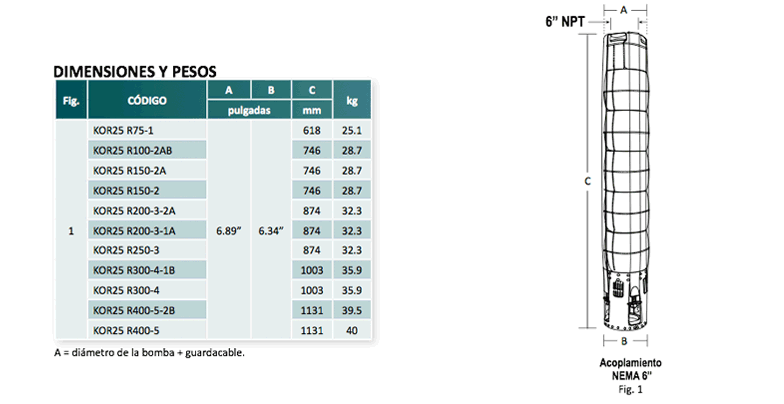 DIMENSIONES Y PESOS
Fig. CÓDIGO A B C kg
pulgadas mm
KOR25 R75-1 618 25.1
KOR25 R100-2AB 746 28.7
KOR25 R150-2A 746 28.7
KOR25 R150-2 746 28.7
KOR25 R200-3-2A 874 32.3
1 KOR25 R200-3-1A 6.89” 6.34” 874 32.3
KOR25 R250-3 874 32.3
KOR25 R300-4-1B 1003 35.9
KOR25 R300-4 1003 35.9
KOR25 R400-5-2B 1131 39.5
KOR25 R400-5 1131 40
A = diámetro de la bomba + guardacable.
A
6” NPT
C
B
Acoplamiento
NEMA 6”
Fig. 1